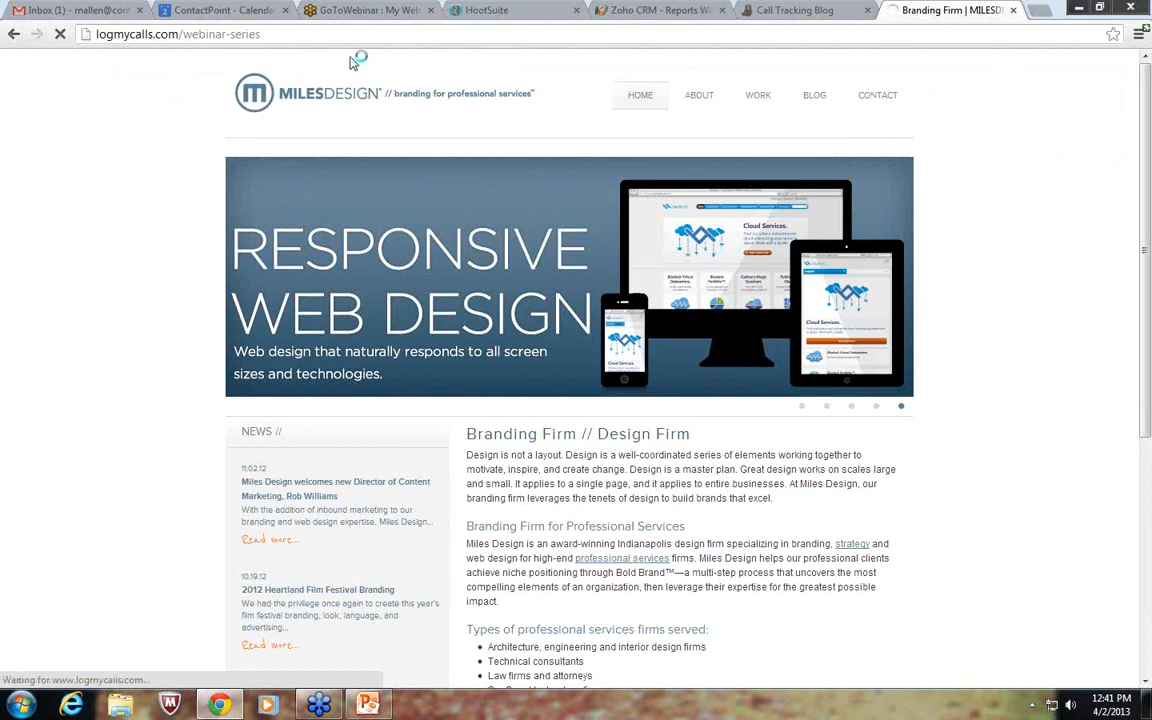 Inbox (1) - mallen@cont
ContactPoint - Calenda
GoToWebinar : My Web
HootSuite
Zoho CRM - Reports Wi
Call Tracking Blog
Branding Firm | MILESD
logmycalls.com/webinar-series
MILESDESIGN® // branding for professional services™
HOME
ABOUT
WORK
BLOG
CONTACT
RESPONSIVE
WEB DESIGN
Web design that naturally responds to all screen
sizes and technologies.
Cloud Services.
Cloud Services.
NEWS //
11.02.12
Miles Design welcomes new Director of Content
Marketing, Rob Williams
With the addition of inbound marketing to our
branding and web design expertise, Miles Design...
Read more...
10.19.12
2012 Heartland Film Festival Branding
We had the privilege once again to create this year's
film festival branding, look, language, and
advertising...
Read more...
Branding Firm // Design Firm
Design is not a layout. Design is a well-coordinated series of elements working together to
motivate, inspire, and create change. Design is a master plan. Great design works on scales large
and small. It applies to a single page, and it applies to entire businesses. At Miles Design, our
branding firm leverages the tenets of design to build brands that excel.
Branding Firm for Professional Services
Miles Design is an award-winning Indianapolis design firm specializing in branding, strategy and
web design for high-end professional services firms. Miles Design helps our professional clients
achieve niche positioning through Bold Brand™—a multi-step process that uncovers the most
compelling elements of an organization, then leverages their expertise for the greatest possible
impact.
Types of professional services firms served:
• Architecture, engineering and interior design firms
• Technical consultants
• Law firms and attorneys
Waiting for www.logmycalls.com...
12:41 PM
4/2/2013